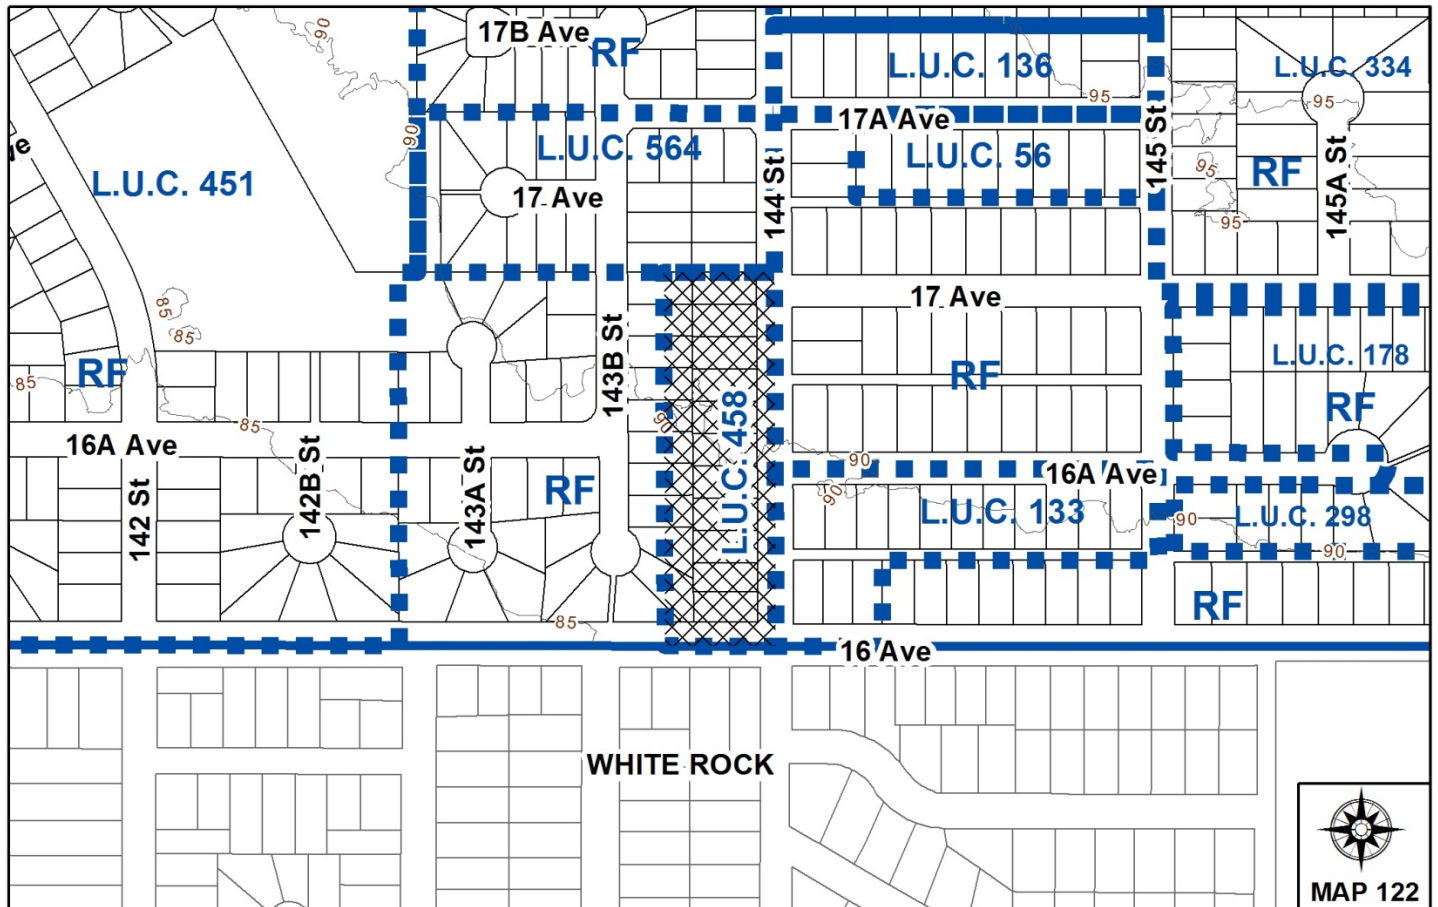 90
17B Ave
RF
L.U.C. 136
L.U.C. 334
95
95
17A Ave
145 St
90
ve
L.U.C. 564
L.U.C. 56
L.U.C. 451
144 St
95
RF
145A St
17 Ave
95
17 Ave
85
85
143B St
L.U.C. 178
RF
85
RF
RF
L.U.C. 458
90
85
16A Ave
142B St
143A St
90
16A Ave
142 St
RF
90
L.U.C. 133
90
L.U.C. 298
90
RF
85
16 Ave
WHITE ROCK
MAP 122